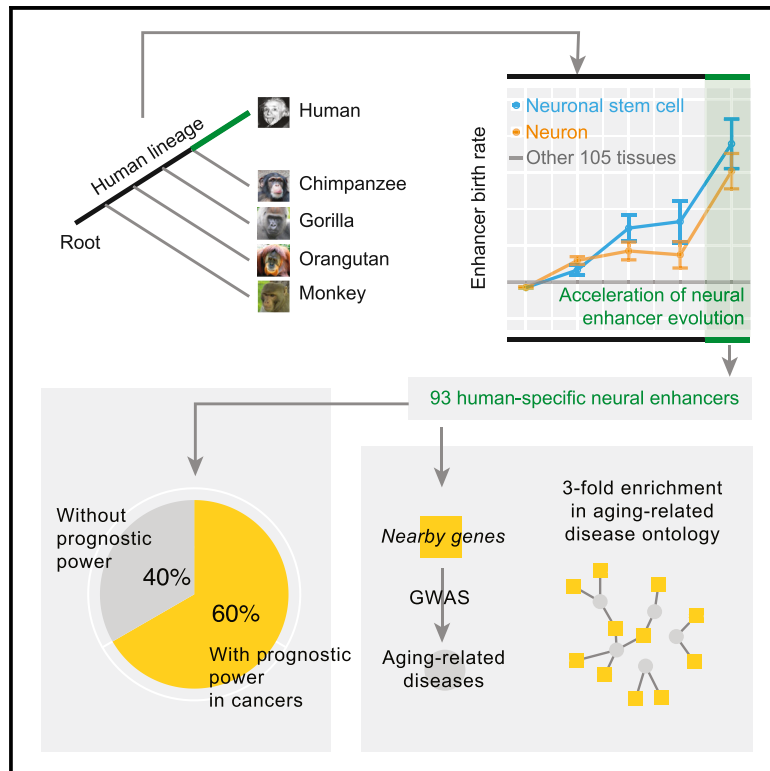 Human lineage
Root
Human
Chimpanzee
Gorilla
Orangutan
Monkey
Enhancer birth rate
Neuronal stem cell
Neuron
Other 105 tissues
Acceleration of neural
enhancer evolution
93 human-specific neural enhancers
Without
prognostic
power
40%
60%
With prognostic
power
in cancers
Nearby genes
GWAS
Aging-related
diseases
3-fold enrichment
in aging-related
disease ontology